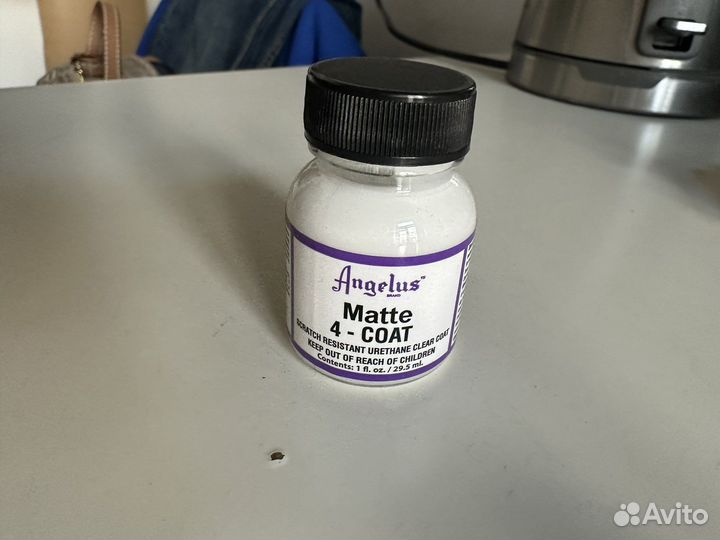 Angelus™
BRAND
Matte
4 - COAT
SCRATCH RESISTANT URETHANE CLEAR COAT
KEEP OUT OF REACH OF CHILDREN
Contents: 1 fl. oz. / 29.5 ml.
Avito